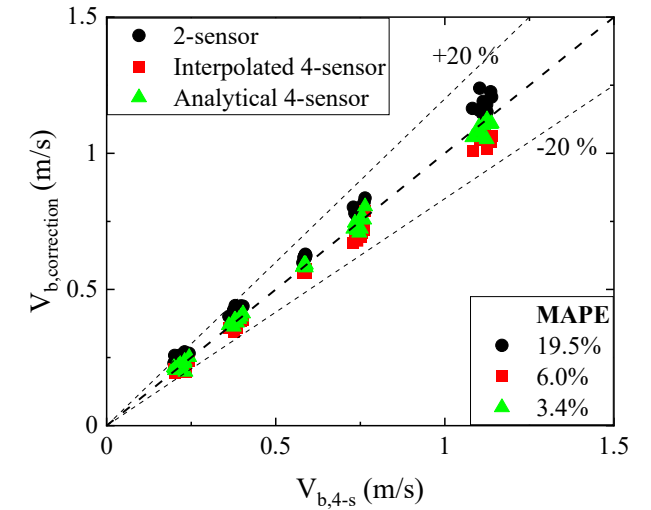 1.5
1
0.5
0
0
0.5
1
1.5
V_b,correction (m/s)
V_b,4-s (m/s)
2-sensor
Interpolated 4-sensor
Analytical 4-sensor
+20 %
-20 %
MAPE
19.5%
6.0%
3.4%